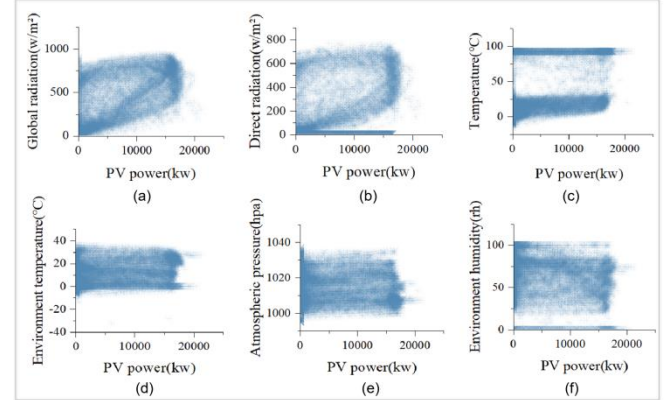 Global radiation(w/m²)
1000
500
0
0 10000 20000
PV power(kw)
(a)
Direct radiation(w/m²)
800
600
400
200
0
0 10000 20000
PV power(kw)
(b)
Temperature(°C)
100
50
0
0 10000 20000
PV power(kw)
(c)
Environment temperature(°C)
40
20
0
-20
-40
0 10000 20000
PV power(kw)
(d)
Atmospheric pressure(hpa)
1040
1020
1000
0 10000 20000
PV power(kw)
(e)
Environment humidity(rh)
100
50
0
0 10000 20000
PV power(kw)
(f)